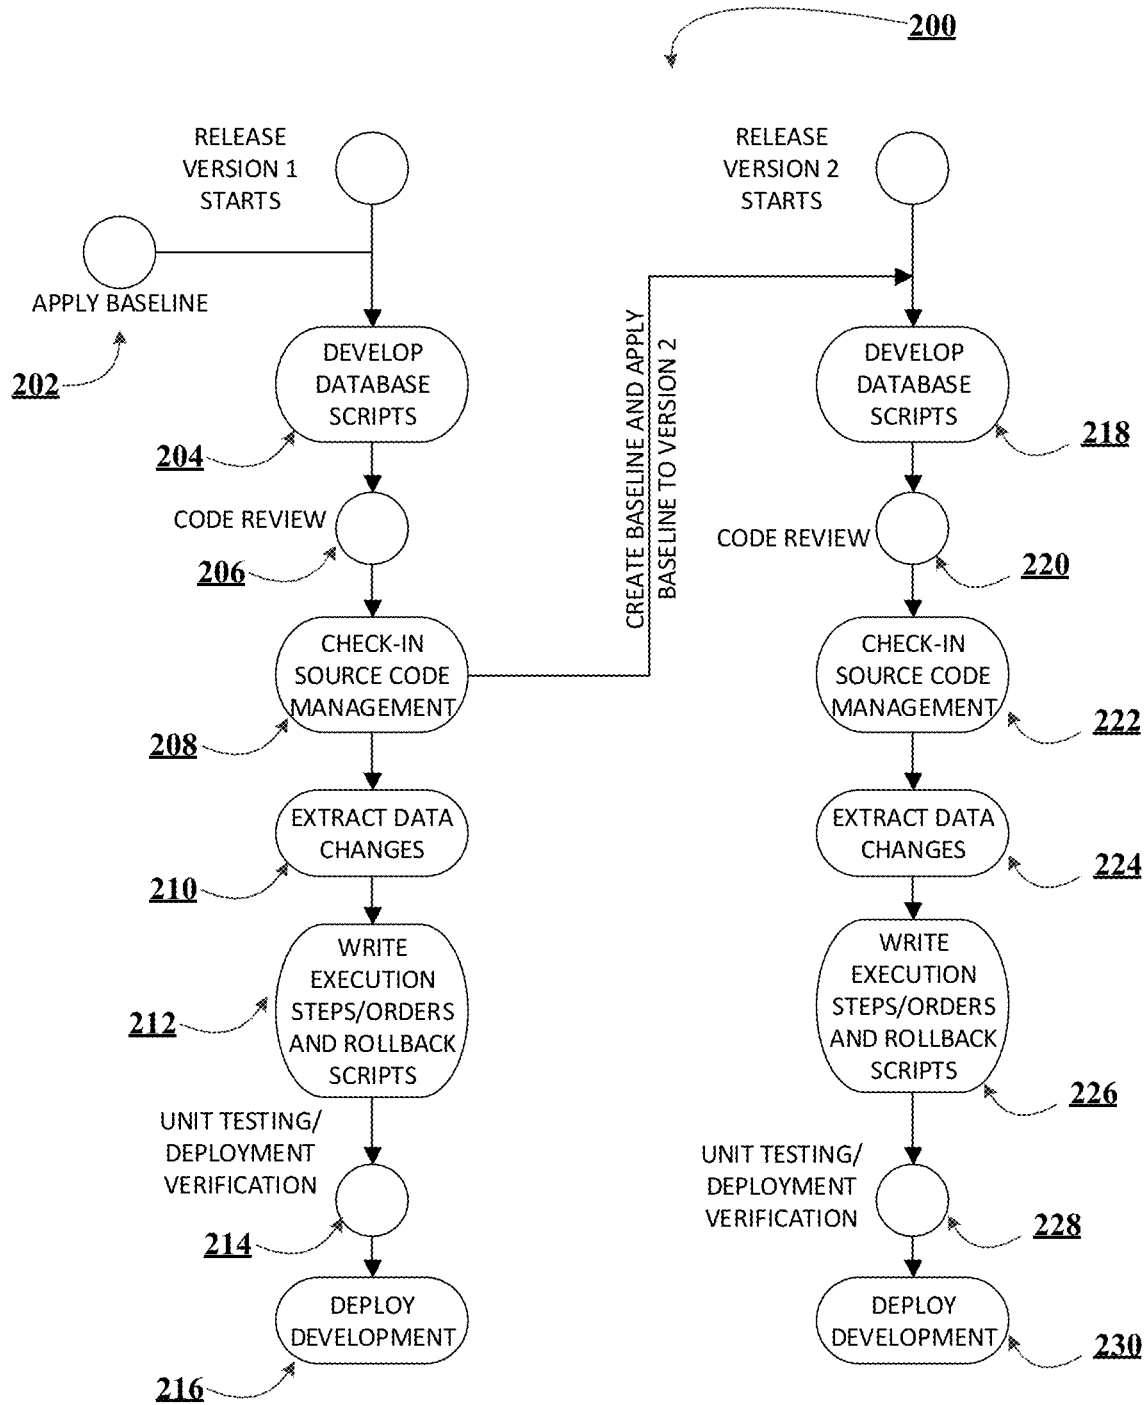 200
RELEASE
VERSION 1
STARTS
APPLY BASELINE
202
DEVELOP
DATABASE
SCRIPTS
204
CODE REVIEW
206
CHECK-IN
SOURCE CODE
MANAGEMENT
208
EXTRACT DATA
CHANGES
210
WRITE
EXECUTION
STEPS/ORDERS
AND ROLLBACK
SCRIPTS
212
UNIT TESTING/
DEPLOYMENT
VERIFICATION
214
DEPLOY
DEVELOPMENT
216
CREATE BASELINE AND APPLY
BASELINE TO VERSION 2
RELEASE
VERSION 2
STARTS
DEVELOP
DATABASE
SCRIPTS
218
CODE REVIEW
220
CHECK-IN
SOURCE CODE
MANAGEMENT
222
EXTRACT DATA
CHANGES
224
WRITE
EXECUTION
STEPS/ORDERS
AND ROLLBACK
SCRIPTS
226
UNIT TESTING/
DEPLOYMENT
VERIFICATION
228
DEPLOY
DEVELOPMENT
230